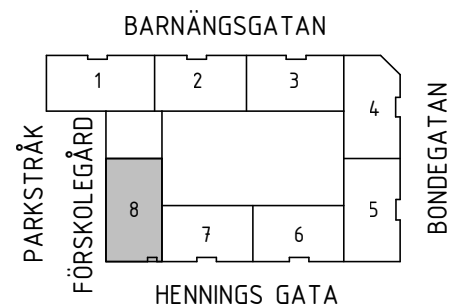 BARNÄNGSGATAN
1 2 3
4
PARKSTRÅK
FÖRSKOLEGÅRD
BONDEGATAN
8
5
7 6
HENNINGS GATA